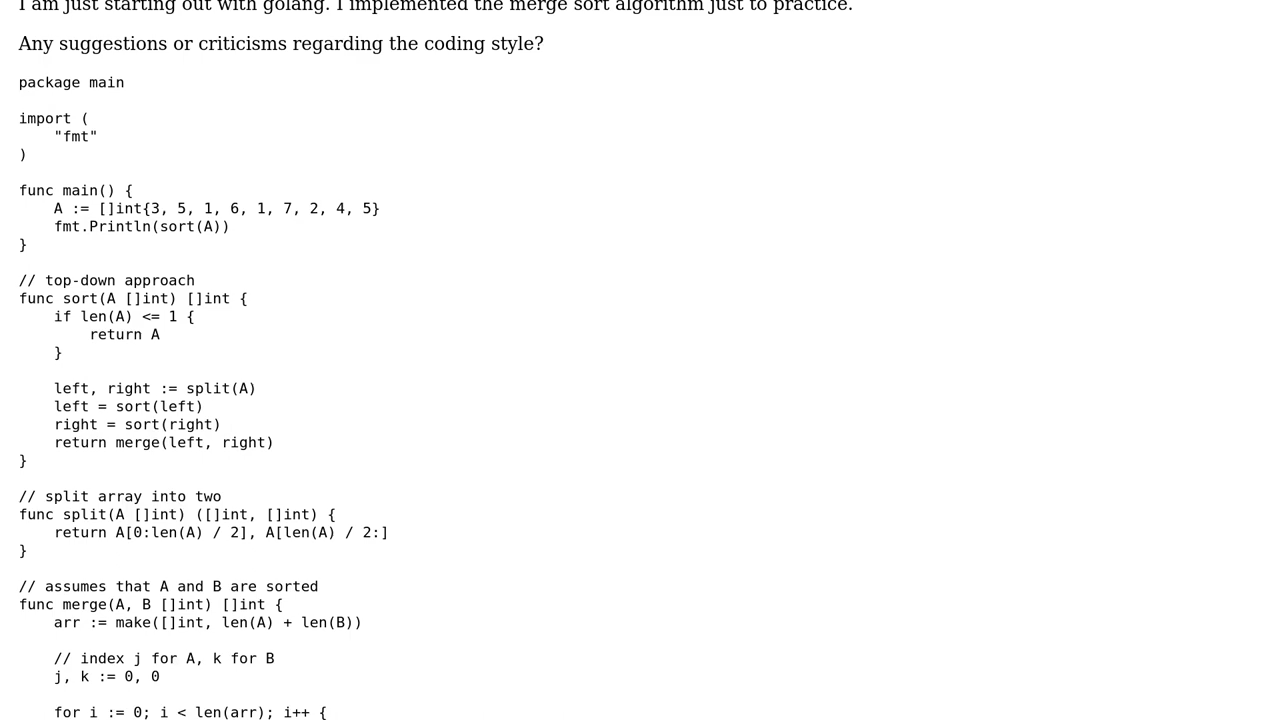 I am just starting out with golang. I implemented the merge sort algorithm just to practice.
Any suggestions or criticisms regarding the coding style?
package main
import (
    "fmt"
)
func main() {
    A := []int{3, 5, 1, 6, 1, 7, 2, 4, 5}
    fmt.Println(sort(A))
}
// top-down approach
func sort(A []int) []int {
    if len(A) <= 1 {
        return A
    }
    left, right := split(A)
    left = sort(left)
    right = sort(right)
    return merge(left, right)
}
// split array into two
func split(A []int) ([]int, []int) {
    return A[0:len(A) / 2], A[len(A) / 2:]
}
// assumes that A and B are sorted
func merge(A, B []int) []int {
    arr := make([]int, len(A) + len(B))
    // index j for A, k for B
    j, k := 0, 0
    for i := 0; i < len(arr); i++ {